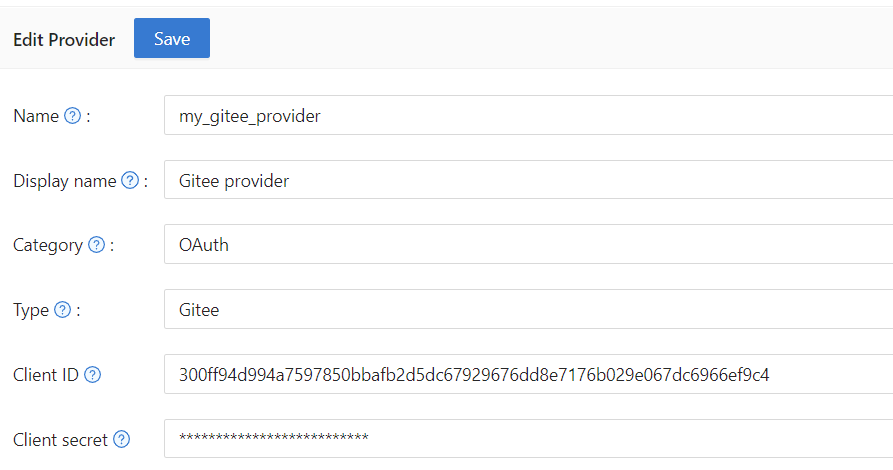 Edit Provider Save
Name ? : my_gitee_provider
Display name ? : Gitee provider
Category ? : OAuth
Type ? : Gitee
Client ID ? 300ff94d994a7597850bbafb2d5dc67929676dd8e7176b029e067dc6966ef9c4
Client secret ? **************************